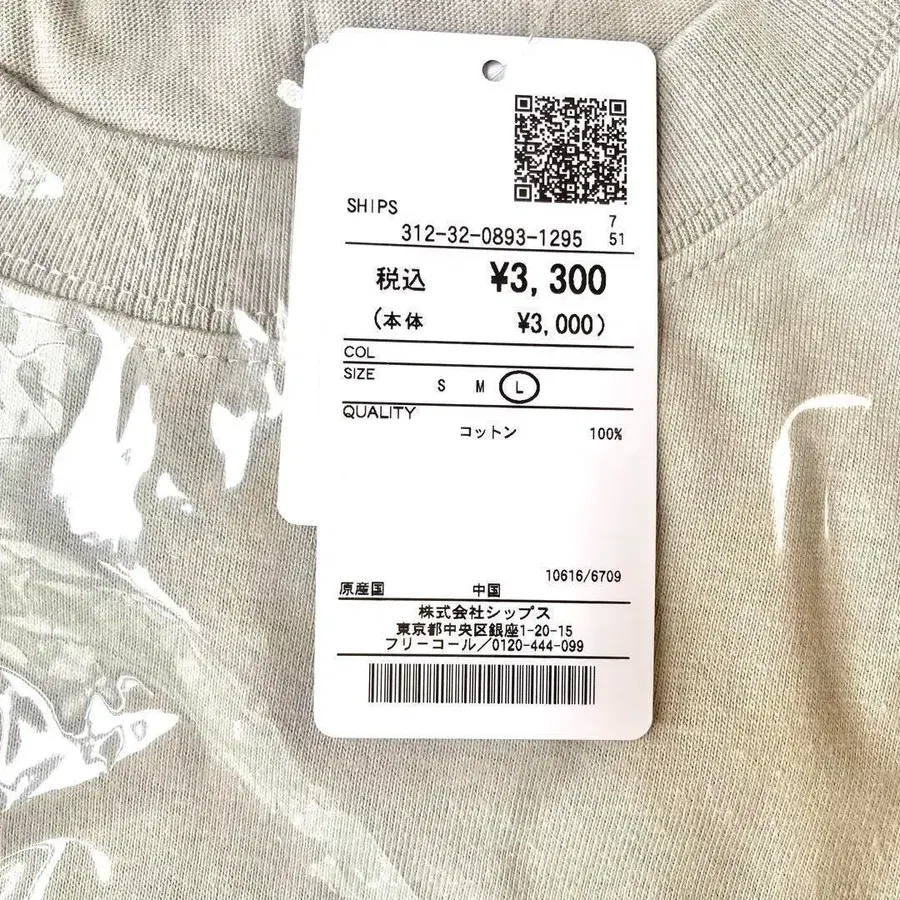 SHIPS
7
312-32-0893-1295 51
税込 ¥3,300
(本体 ¥3,000)
COL
SIZE S M L
QUALITY
コットン 100%
10616/6709
原産国 中国
株式会社シップス
東京都中央区銀座1-20-15
フリーコール／0120-444-099